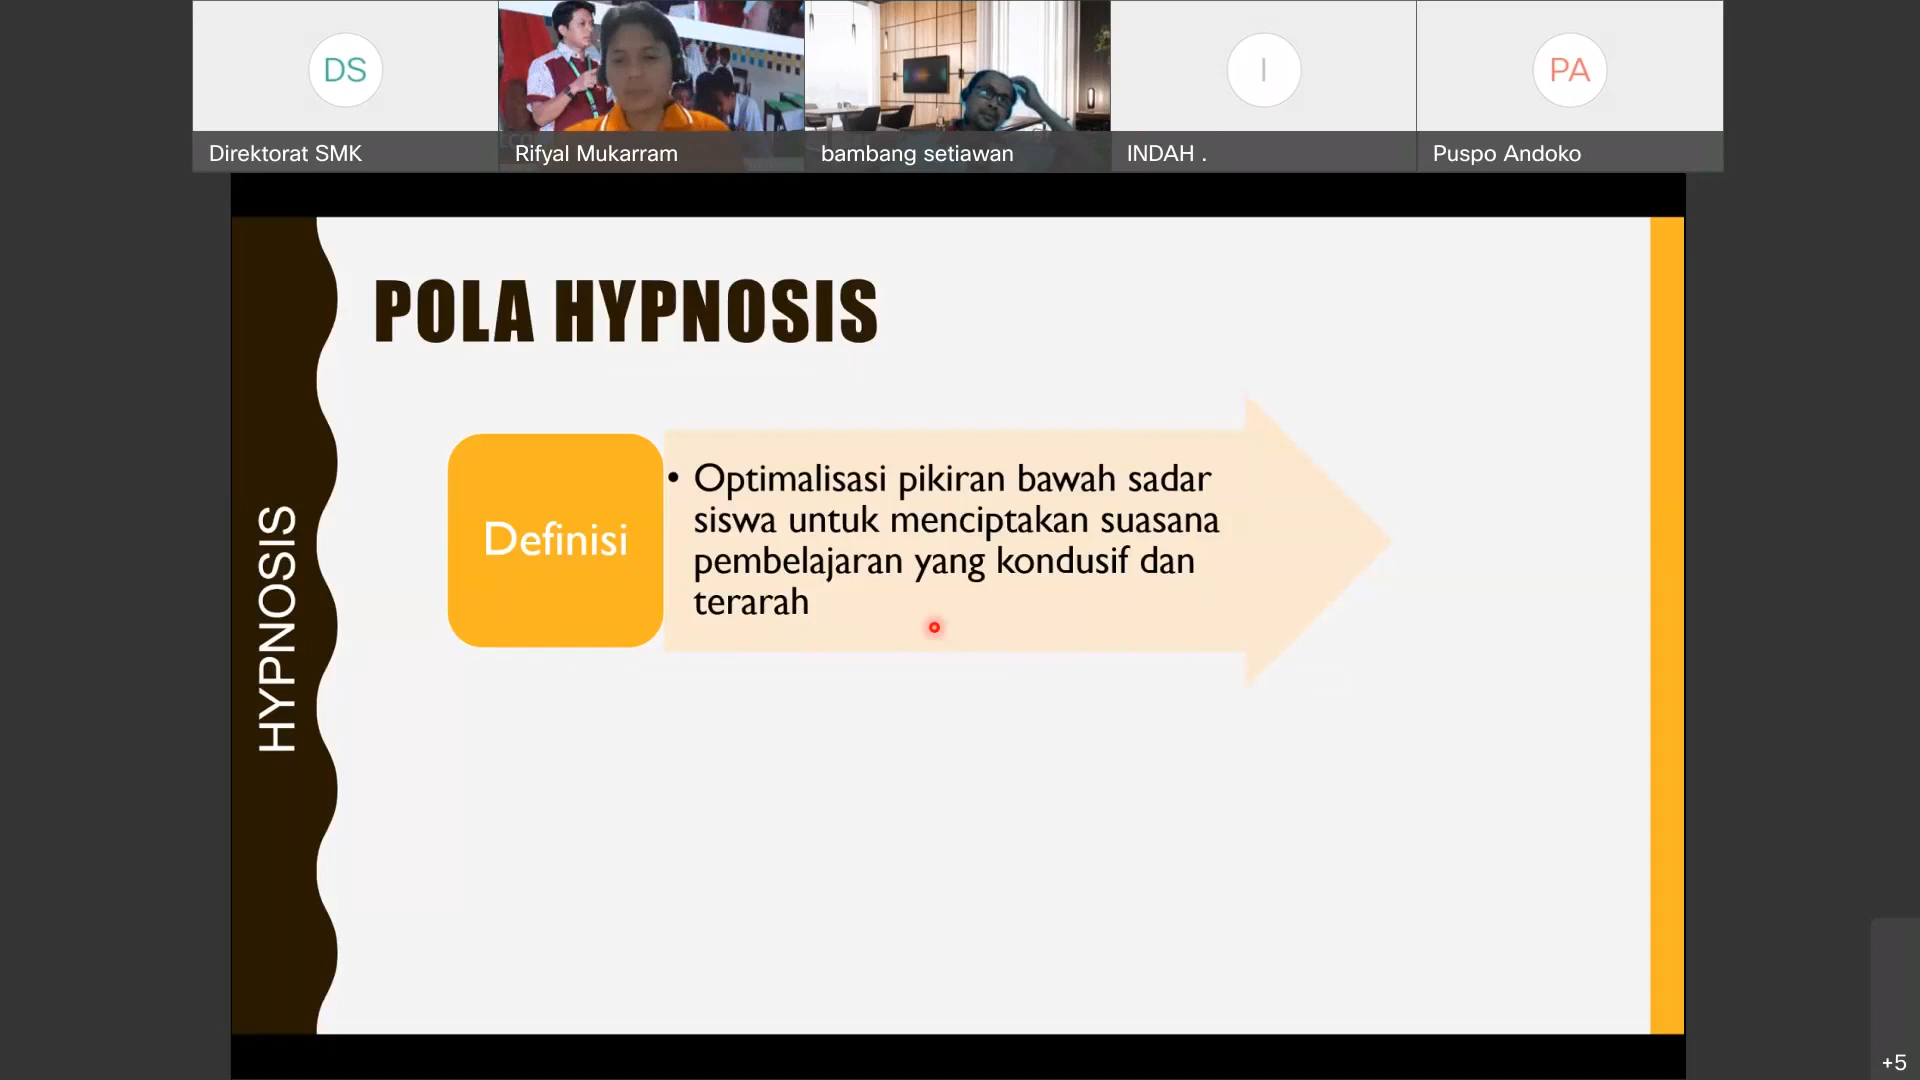 DS
I
PA
Direktorat SMK
Rifyal Mukarram
bambang setiawan
INDAH .
Puspo Andoko
POLA HYPNOSIS
HYPNOSIS
Definisi
• Optimalisasi pikiran bawah sadar
siswa untuk menciptakan suasana
pembelajaran yang kondusif dan
terarah
+5